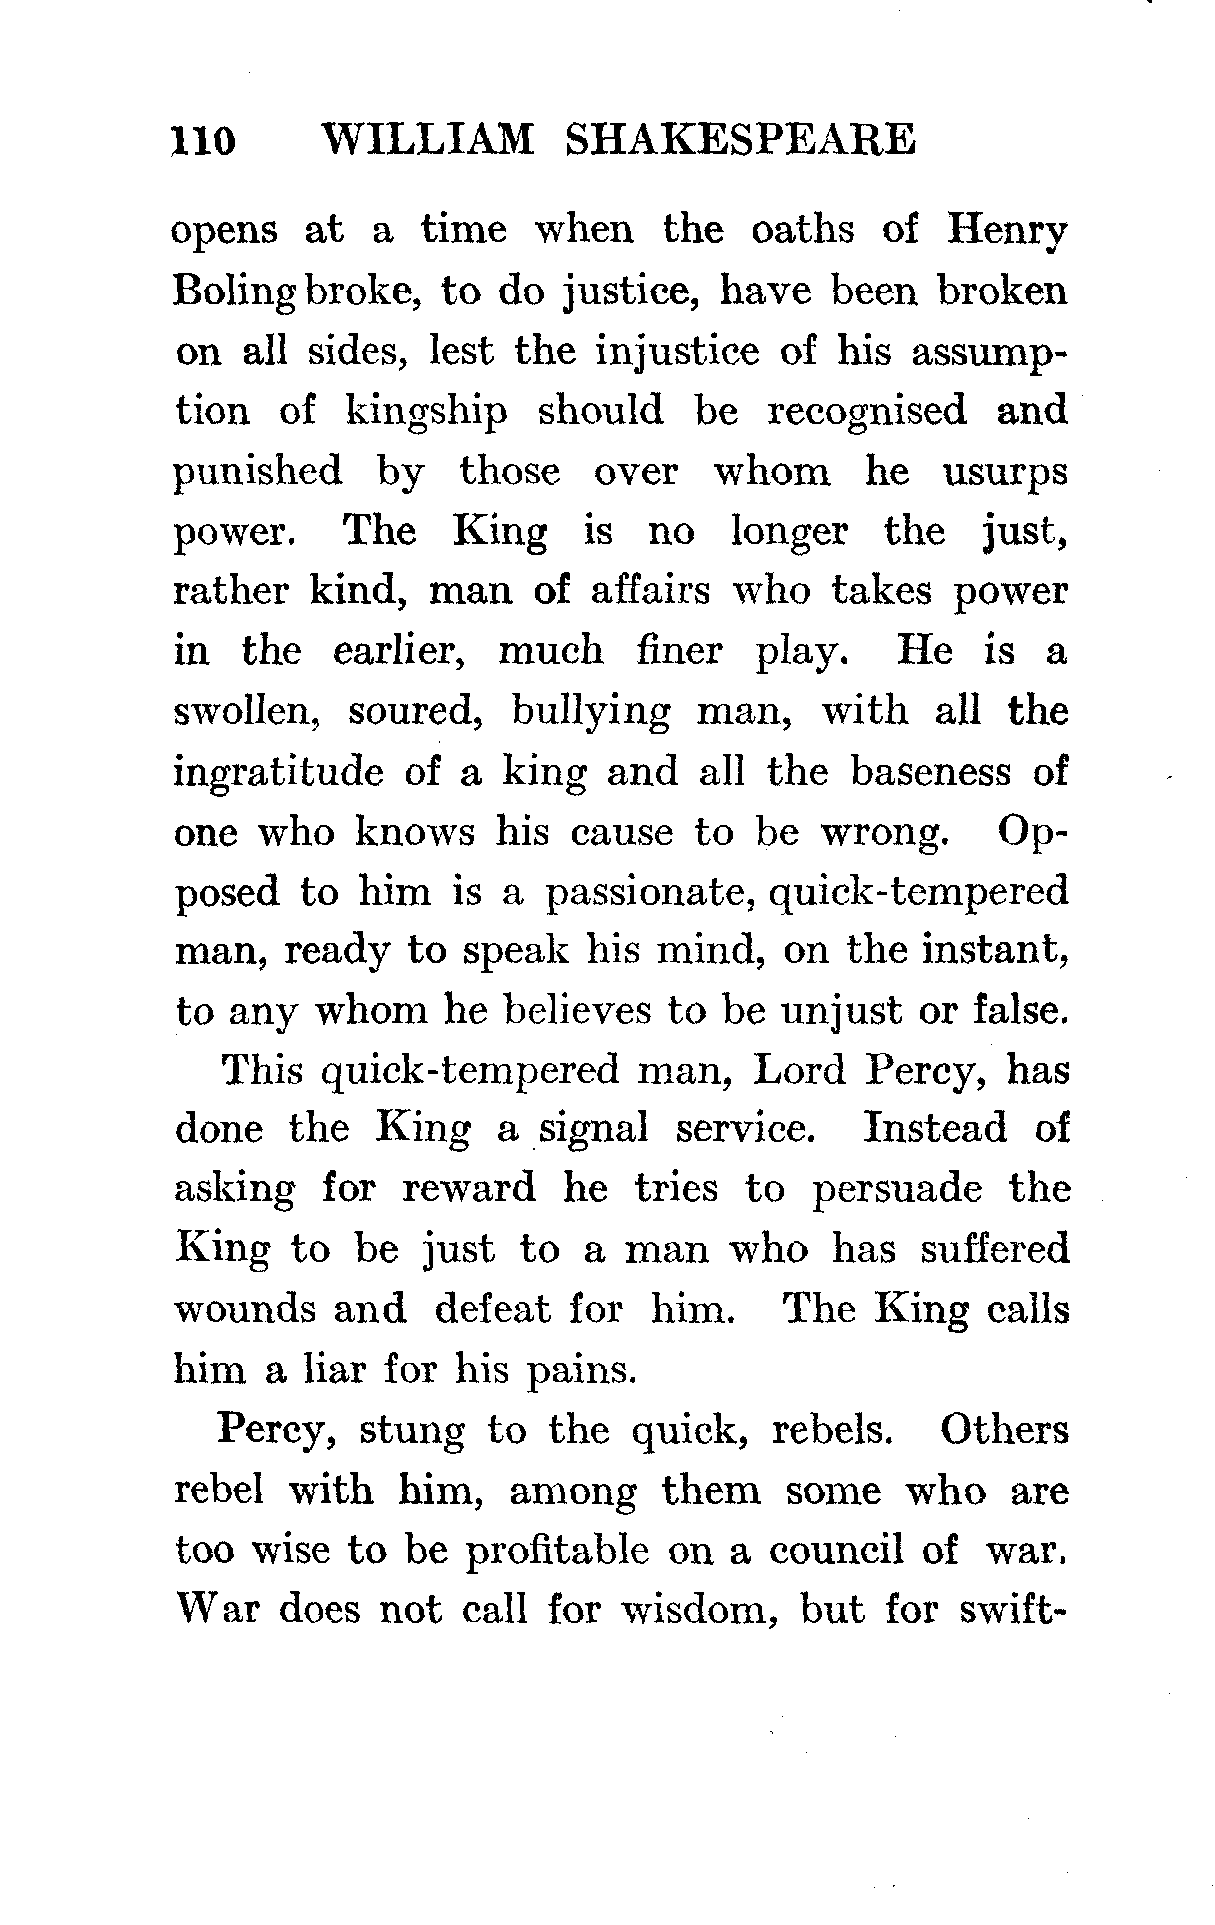 110 WILLIAM SHAKESPEARE
opens at a time when the oaths of Henry
Bolingbroke, to do justice, have been broken
on all sides, lest the injustice of his assump-
tion of kingship should be recognised and
punished by those over whom he usurps
power. The King is no longer the just,
rather kind, man of affairs who takes power
in the earlier, much finer play. He is a
swollen, soured, bullying man, with all the
ingratitude of a king and all the baseness of
one who knows his cause to be wrong. Op-
posed to him is a passionate, quick-tempered
man, ready to speak his mind, on the instant,
to any whom he believes to be unjust or false.
This quick-tempered man, Lord Percy, has
done the King a signal service. Instead of
asking for reward he tries to persuade the
King to be just to a man who has suffered
wounds and defeat for him. The King calls
him a liar for his pains.
Percy, stung to the quick, rebels. Others
rebel with him, among them some who are
too wise to be profitable on a council of war.
War does not call for wisdom, but for swift-